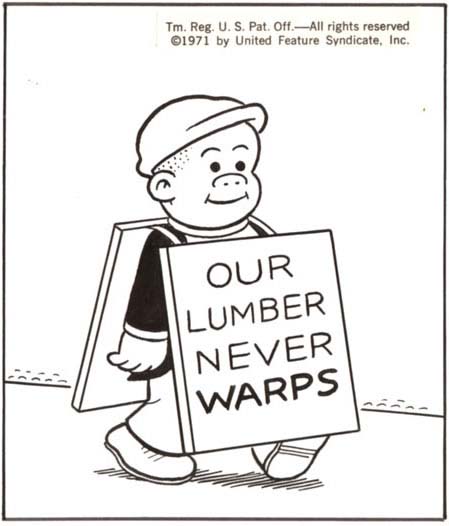 Tm. Reg. U. S. Pat. Off.—All rights reserved
©1971 by United Feature Syndicate, Inc.
OUR
LUMBER
NEVER
WARPS